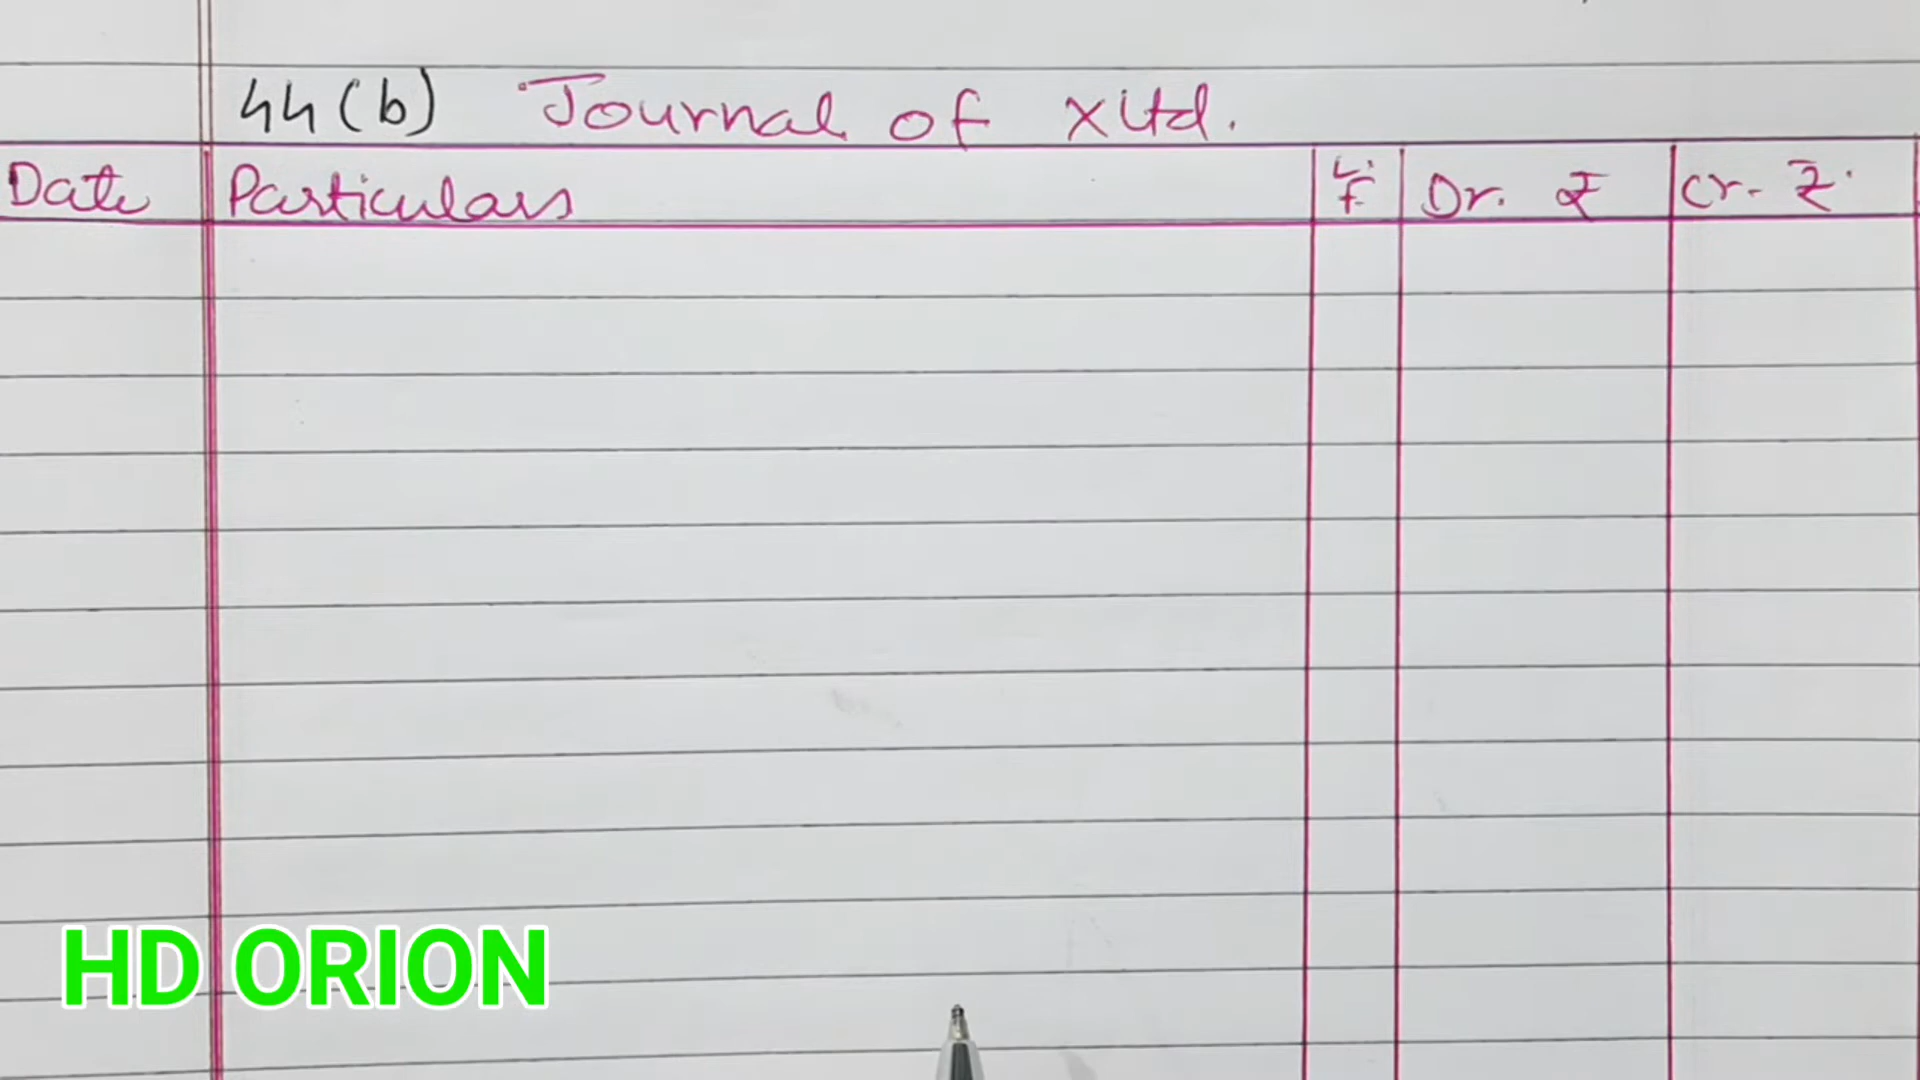 44(b) Journal of X Ltd.
Date Particulars L.F. Dr. ₹ Cr. ₹
HD ORION